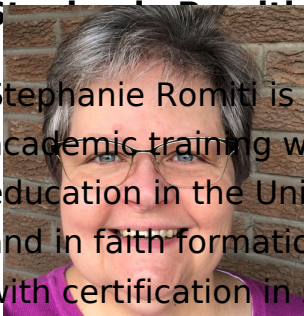 Stephanie Romiti is
academic training w
education in the Uni
and in faith formatio
with certification in